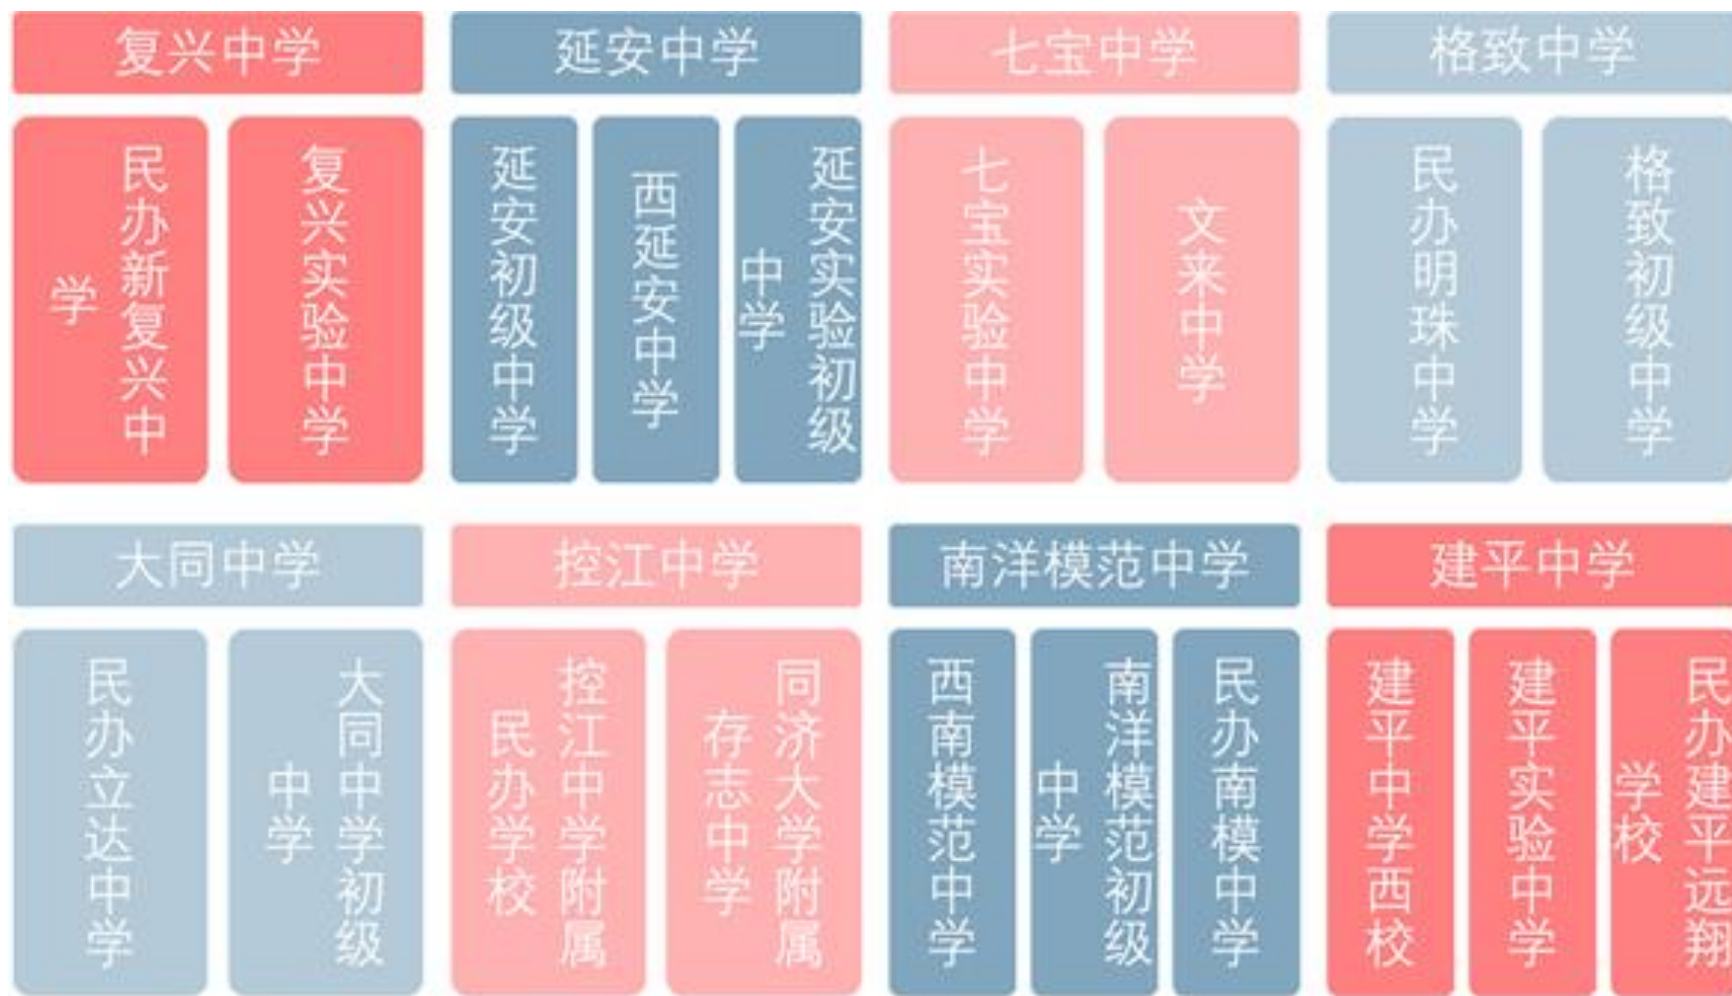 复兴中学
延安中学
七宝中学
格致中学
民办新复兴中
学
复兴实验中学
延安初级中学
西延安中学
延安实验初级
中学
七宝实验中学
文来中学
民办明珠中学
格致初级中学
大同中学
控江中学
南洋模范中学
建平中学
民办立达中学
大同中学初级
中学
控江中学附属
民办学校
同济大学附属
存志中学
西南模范中学
南洋模范初级
中学
民办南模中学
建平中学西校
建平实验中学
民办建平远翔
学校